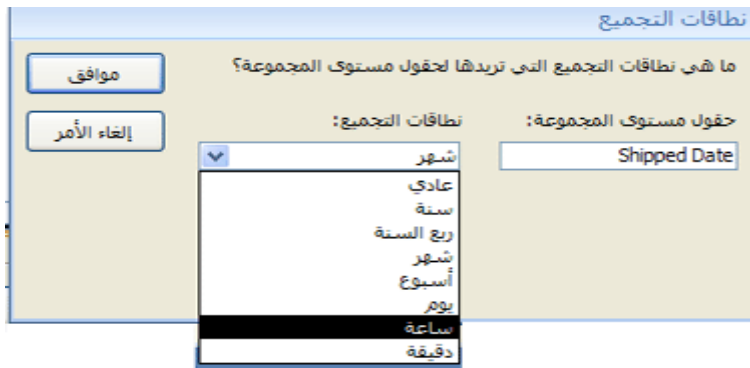 نطاقات التجميع
ما هي نطاقات التجميع التي تريدها لحقول مستوى المجموعة؟
موافق
حقول مستوى المجموعة:
نطاقات التجميع:
إلغاء الأمر
Shipped Date
شهر
عادي
سنة
ربع السنة
شهر
أسبوع
يوم
ساعة
دقيقة